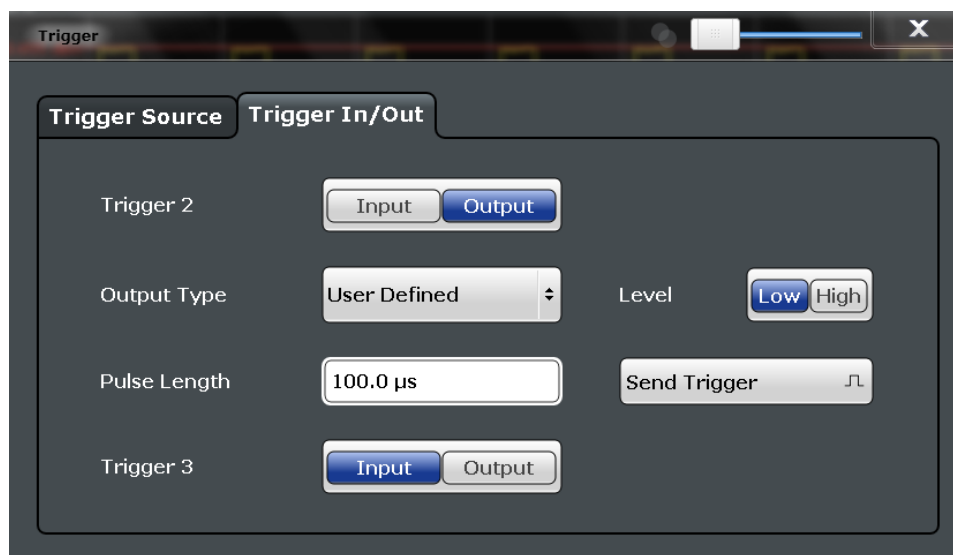 Trigger
X
Trigger Source
Trigger In/Out
Trigger 2
Input
Output
Output Type
User Defined
Level
Low
High
Pulse Length
100.0 µs
Send Trigger
Trigger 3
Input
Output